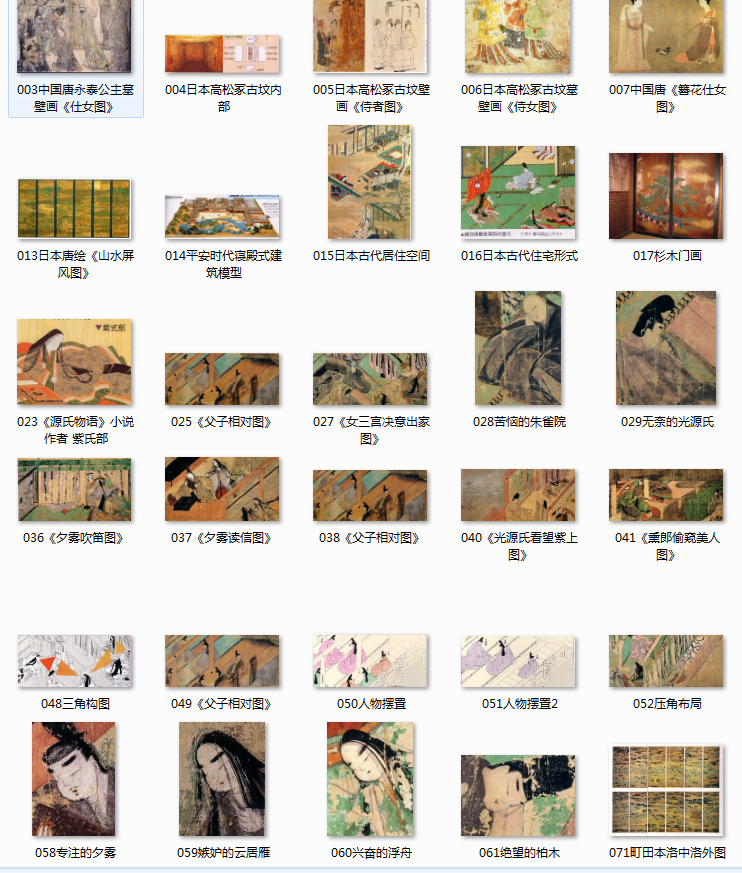 003中国唐永泰公主墓
壁画《仕女图》
004日本高松冢古坟内
部
005日本高松冢古坟壁
画《侍者图》
006日本高松冢古坟墓
壁画《侍女图》
007中国唐《簪花仕女
图》
013日本唐绘《山水屏
风图》
014平安时代寝殿式建
筑模型
015日本古代居住空间
016日本古代住宅形式
017杉木门画
▼紫式部
023《源氏物语》小说
作者 紫氏部
025《父子相对图》
027《女三宫决意出家
图》
028苦恼的朱雀院
029无奈的光源氏
036《夕雾吹笛图》
037《夕雾读信图》
038《父子相对图》
040《光源氏看望紫上
图》
041《熏郎偷窥美人
图》
048三角构图
049《父子相对图》
050人物摆置
051人物摆置2
052压角布局
058专注的夕雾
059嫉妒的云居雁
060兴奋的浮舟
061绝望的柏木
071町田本洛中洛外图